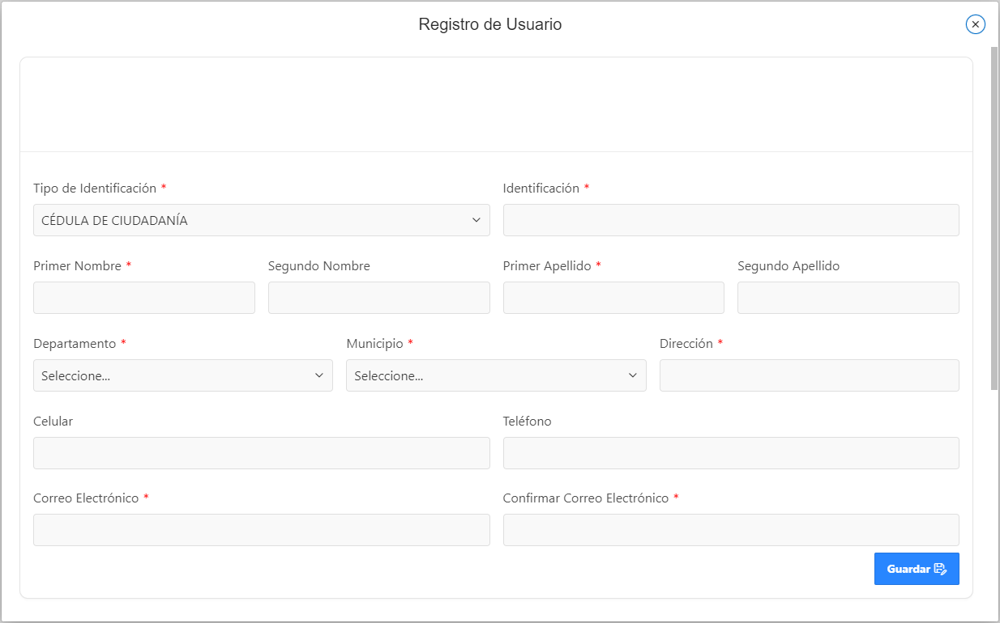 Registro de Usuario
Tipo de Identificación * Identificación *
CÉDULA DE CIUDADANÍA
Primer Nombre * Segundo Nombre Primer Apellido * Segundo Apellido
Departamento * Municipio * Dirección *
Seleccione... Seleccione...
Celular Teléfono
Correo Electrónico * Confirmar Correo Electrónico *
Guardar